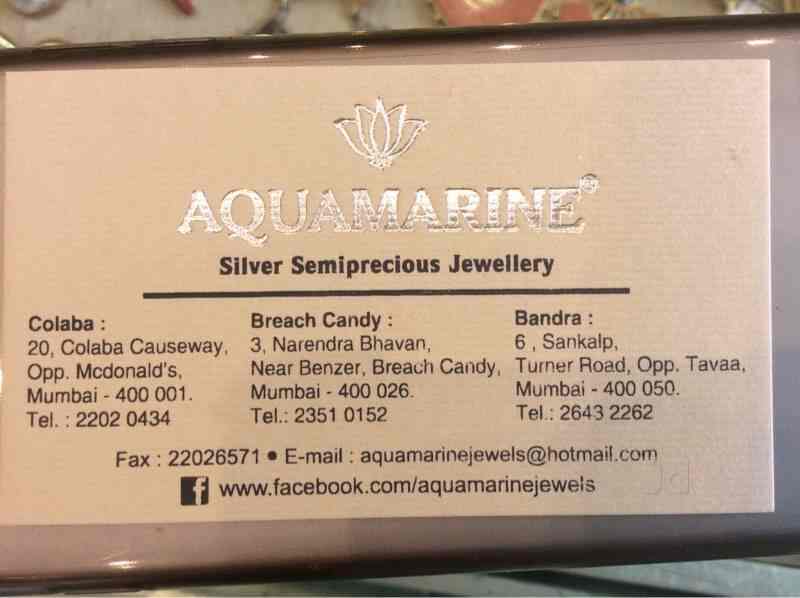 AQUAMARINE®
Silver Semiprecious Jewellery
Colaba :
20, Colaba Causeway,
Opp. Mcdonald's,
Mumbai - 400 001.
Tel. : 2202 0434
Breach Candy :
3, Narendra Bhavan,
Near Benzer, Breach Candy,
Mumbai - 400 026.
Tel.: 2351 0152
Bandra :
6 , Sankalp,
Turner Road, Opp. Tavaa,
Mumbai - 400 050.
Tel.: 2643 2262
Fax : 22026571 • E-mail : aquamarinejewels@hotmail.com
f www.facebook.com/aquamarinejewels